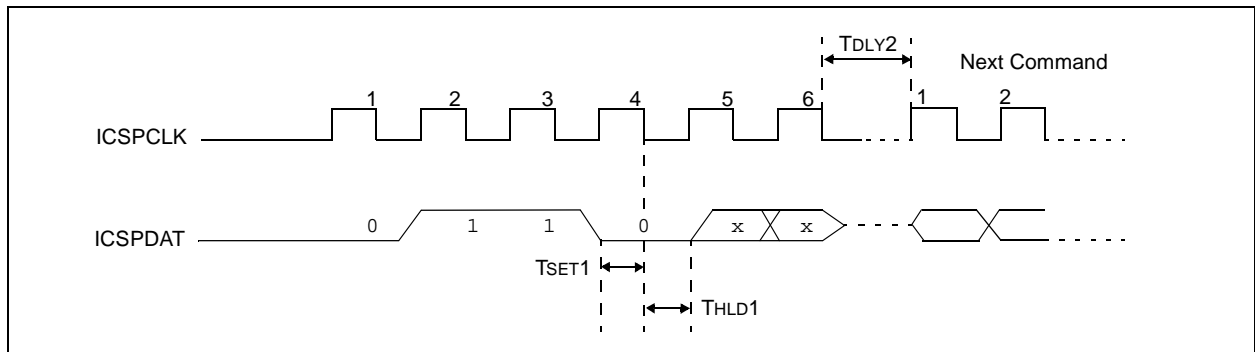 TDLY2
Next Command
1 2 3 4 5 6 1 2
ICSPCLK
ICSPDAT
0 1 1 0 x x
TSET1
THLD1